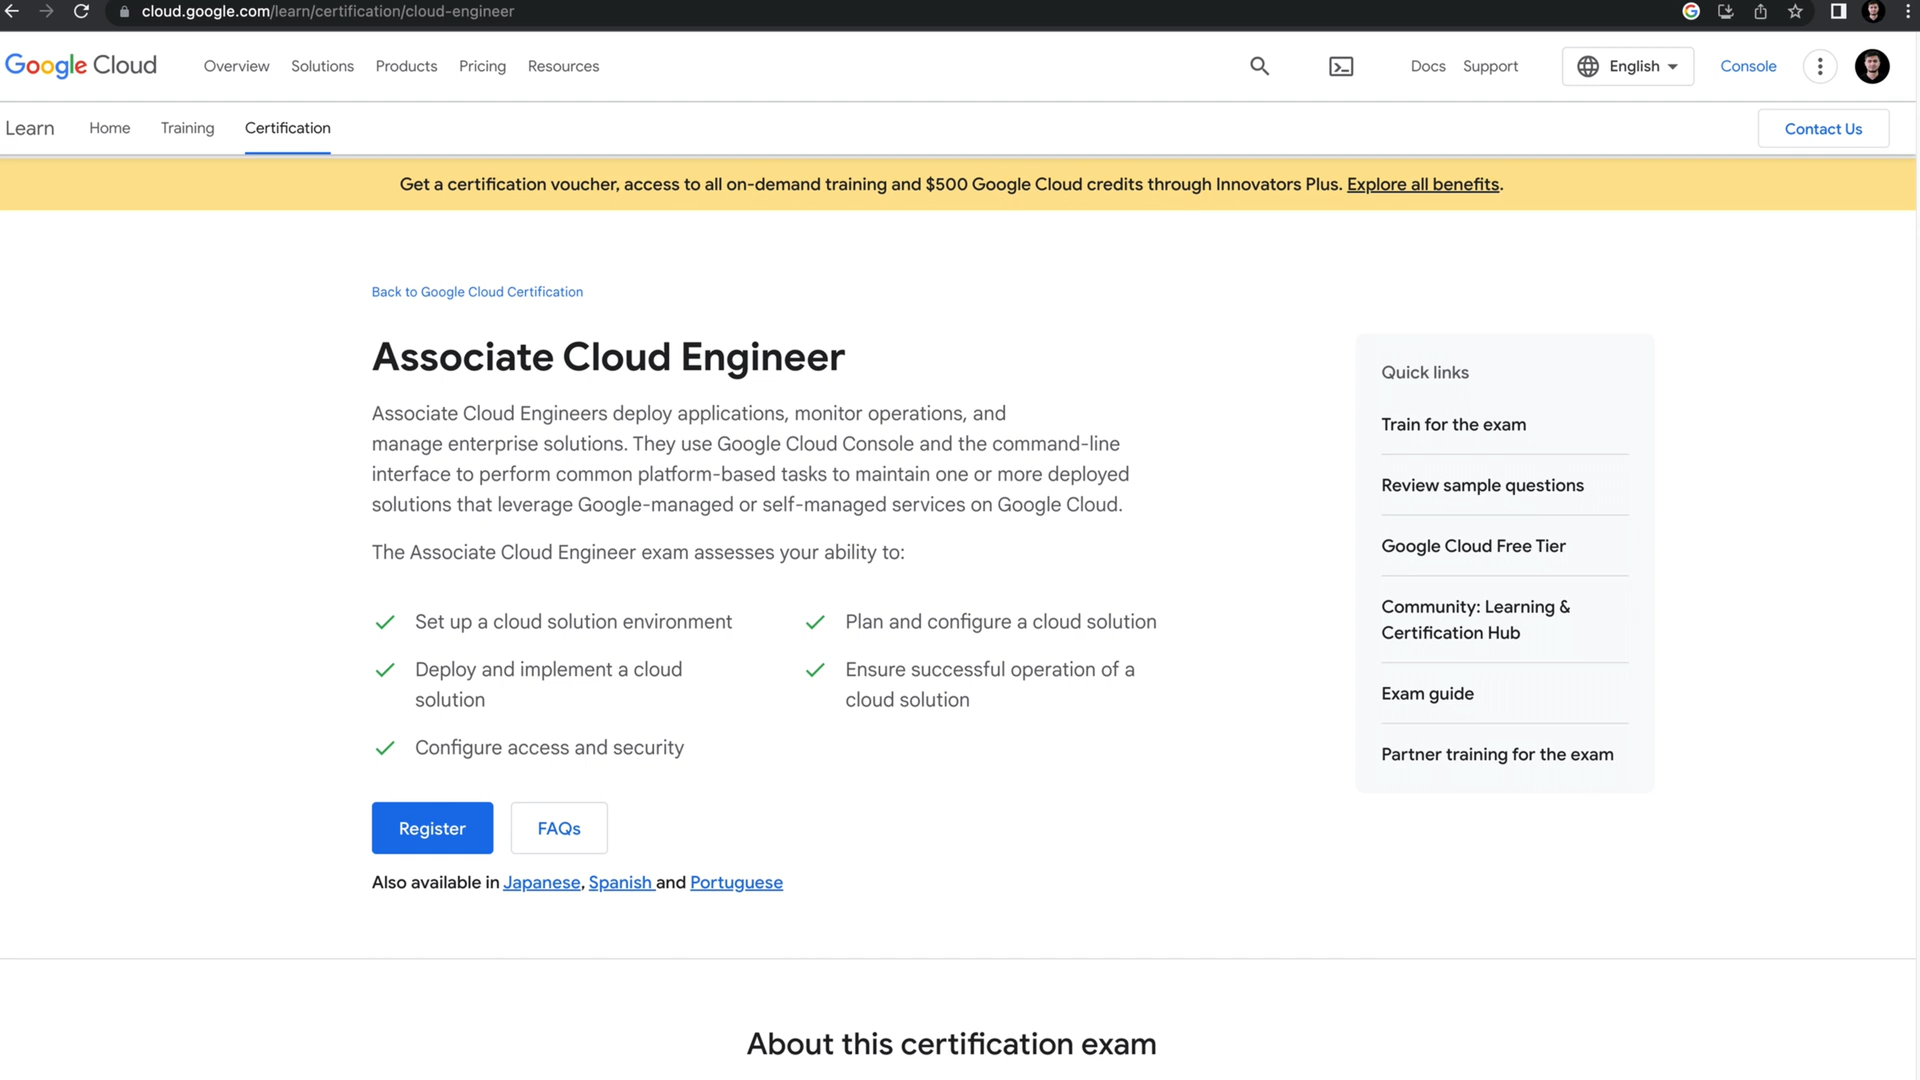 cloud.google.com/learn/certification/cloud-engineer
Google Cloud Overview Solutions Products Pricing Resources Docs Support English Console
Learn Home Training Certification Contact Us
Get a certification voucher, access to all on-demand training and $500 Google Cloud credits through Innovators Plus. Explore all benefits.
Back to Google Cloud Certification
Associate Cloud Engineer
Associate Cloud Engineers deploy applications, monitor operations, and
manage enterprise solutions. They use Google Cloud Console and the command-line
interface to perform common platform-based tasks to maintain one or more deployed
solutions that leverage Google-managed or self-managed services on Google Cloud.
The Associate Cloud Engineer exam assesses your ability to:
Set up a cloud solution environment
Deploy and implement a cloud
solution
Configure access and security
Plan and configure a cloud solution
Ensure successful operation of a
cloud solution
Register FAQs
Also available in Japanese, Spanish and Portuguese
Quick links
Train for the exam
Review sample questions
Google Cloud Free Tier
Community: Learning &
Certification Hub
Exam guide
Partner training for the exam
About this certification exam